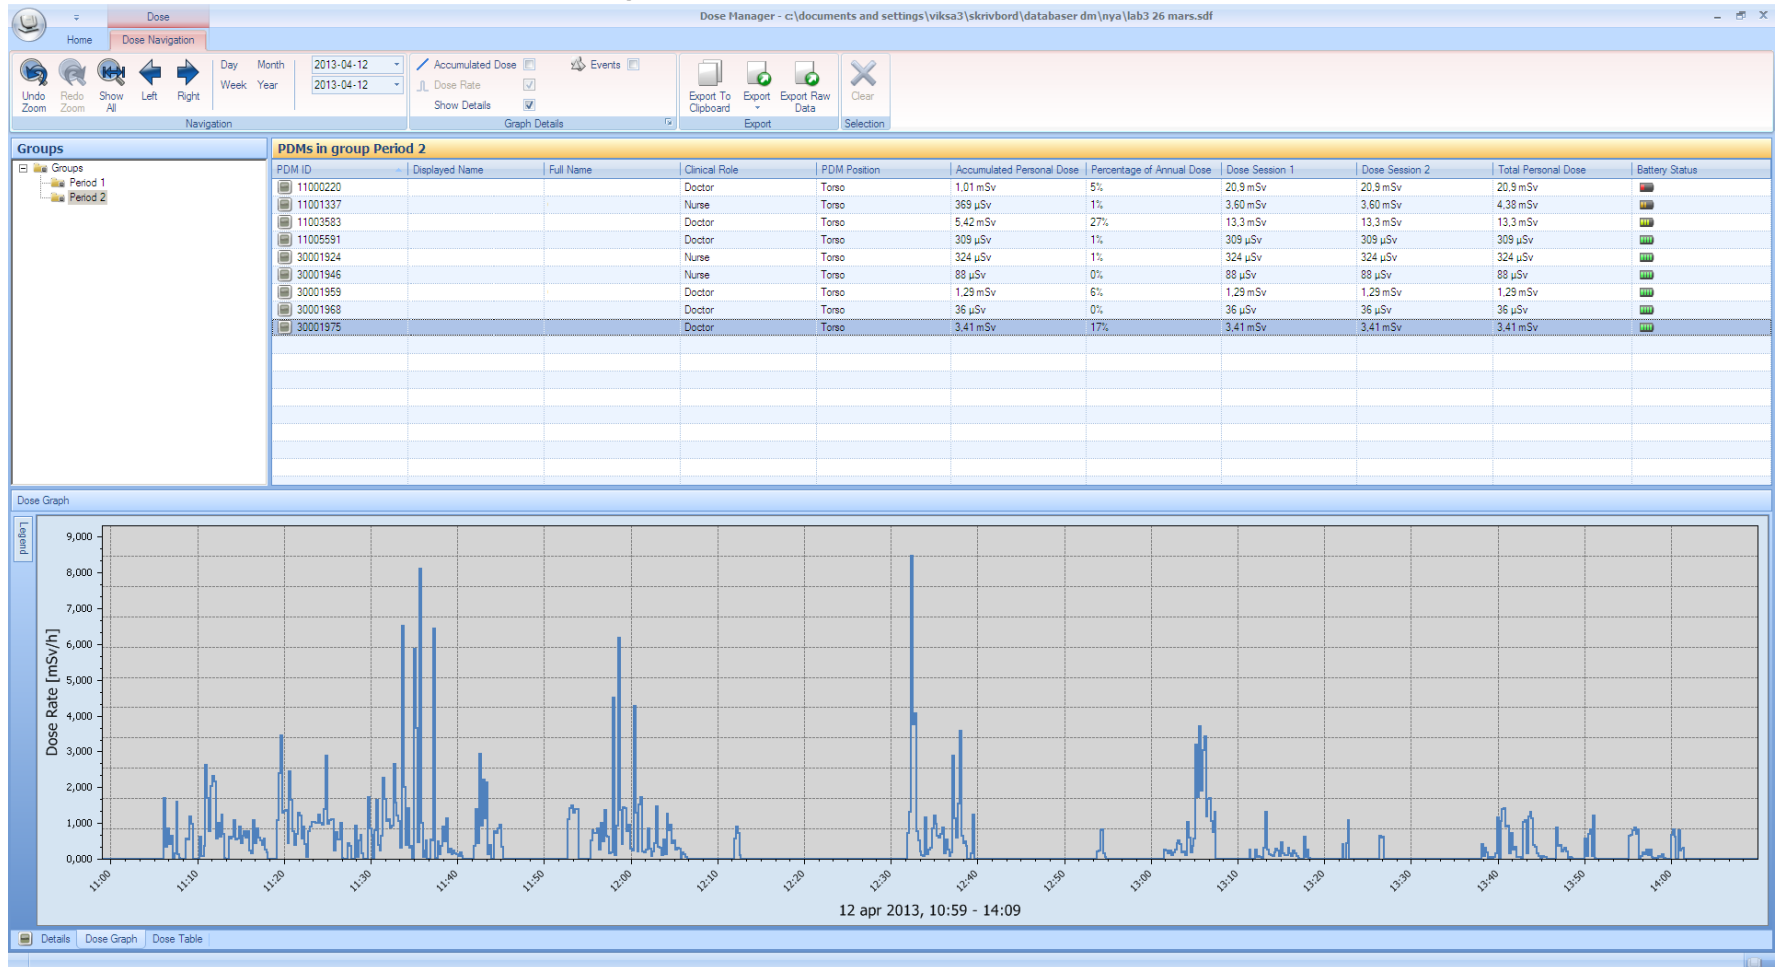 Dose
Dose Manager - c:\documents and settings\viksa3\skrivbord\databaser dm\nya\lab3 26 mars.sdf
Home Dose Navigation
Undo Zoom
Redo Zoom
Show All
Left
Right
Day Month
Week Year
2013-04-12
2013-04-12
Navigation
Accumulated Dose
Dose Rate
Show Details
Events
Graph Details
Export To Clipboard
Export
Export Raw Data
Export
Clear
Selection
Groups
Groups
Period 1
Period 2
PDMs in group Period 2
PDM ID Displayed Name Full Name Clinical Role PDM Position Accumulated Personal Dose Percentage of Annual Dose Dose Session 1 Dose Session 2 Total Personal Dose Battery Status
11000220 Doctor Torso 1,01 mSv 5% 20,9 mSv 20,9 mSv 20,9 mSv
11001337 Nurse Torso 369 µSv 1% 3,60 mSv 3,60 mSv 4,38 mSv
11003583 Doctor Torso 5,42 mSv 27% 13,3 mSv 13,3 mSv 13,3 mSv
11005591 Doctor Torso 309 µSv 1% 309 µSv 309 µSv 309 µSv
30001924 Nurse Torso 324 µSv 1% 324 µSv 324 µSv 324 µSv
30001946 Nurse Torso 88 µSv 0% 88 µSv 88 µSv 88 µSv
30001959 Doctor Torso 1,29 mSv 6% 1,29 mSv 1,29 mSv 1,29 mSv
30001968 Doctor Torso 36 µSv 0% 36 µSv 36 µSv 36 µSv
30001975 Doctor Torso 3,41 mSv 17% 3,41 mSv 3,41 mSv 3,41 mSv
Dose Graph
Legend
Dose Rate [mSv/h]
9,000
8,000
7,000
6,000
5,000
4,000
3,000
2,000
1,000
0,000
11:00 11:10 11:20 11:30 11:40 11:50 12:00 12:10 12:20 12:30 12:40 12:50 13:00 13:10 13:20 13:30 13:40 13:50 14:00
12 apr 2013, 10:59 - 14:09
Details Dose Graph Dose Table